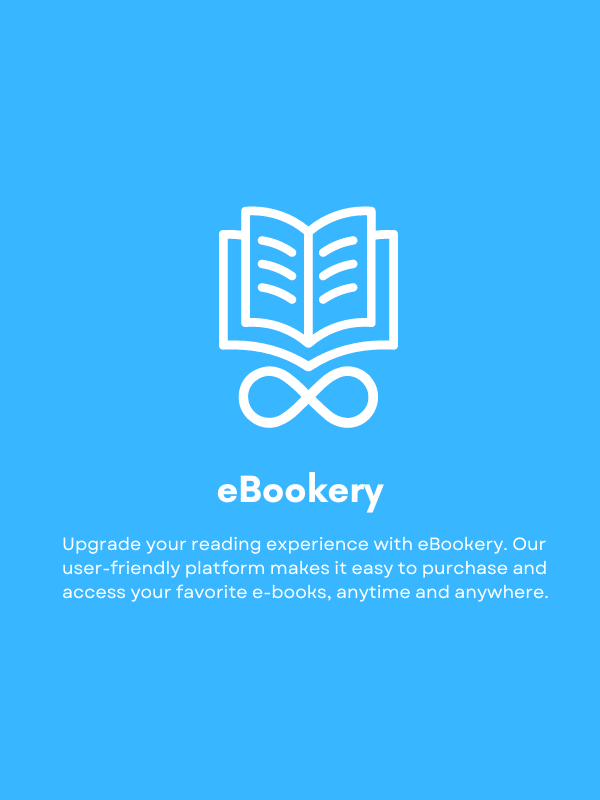 eBookery
Upgrade your reading experience with eBookery. Our
user-friendly platform makes it easy to purchase and
access your favorite e-books, anytime and anywhere.